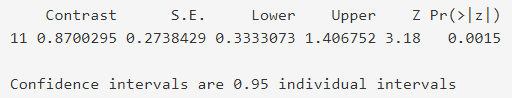 Contrast S.E. Lower Upper Z Pr(>|z|)
11 0.8700295 0.2738429 0.3333073 1.406752 3.18 0.0015
Confidence intervals are 0.95 individual intervals